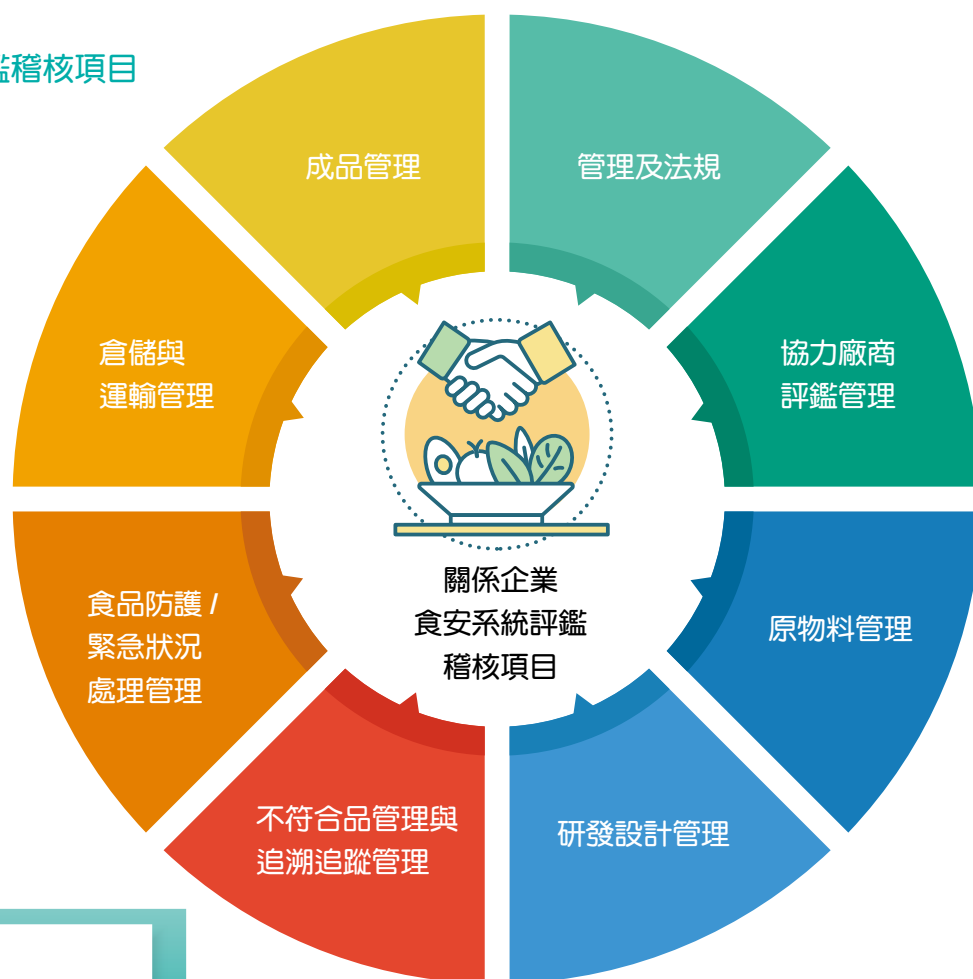 稽核項目
成品管理
管理及法規
倉儲與
運輸管理
協力廠商
評鑑管理
食品防護 /
緊急狀況
處理管理
原物料管理
不符合品管理與
追溯追蹤管理
研發設計管理
關係企業
食安系統評鑑
稽核項目